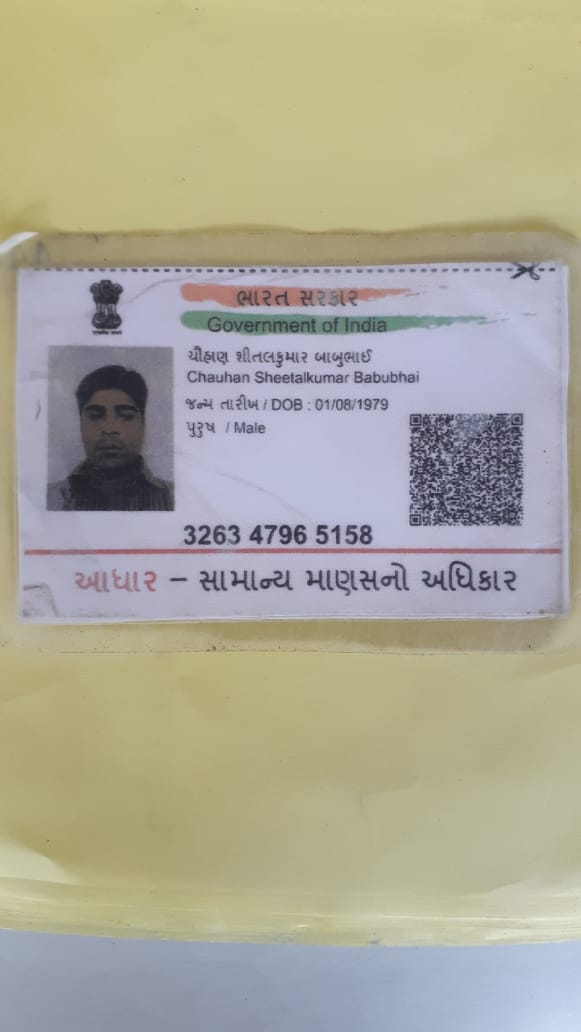 ભારત સરકાર
Government of India
ચૌહાણ શીતલકુમાર બાબુભાઈ
Chauhan Sheetalkumar Babubhai
જન્મ તારીખ / DOB : 01/08/1979
પુરુષ / Male
3263 4796 5158
આધાર – સામાન્ય માણસનો અધિકાર